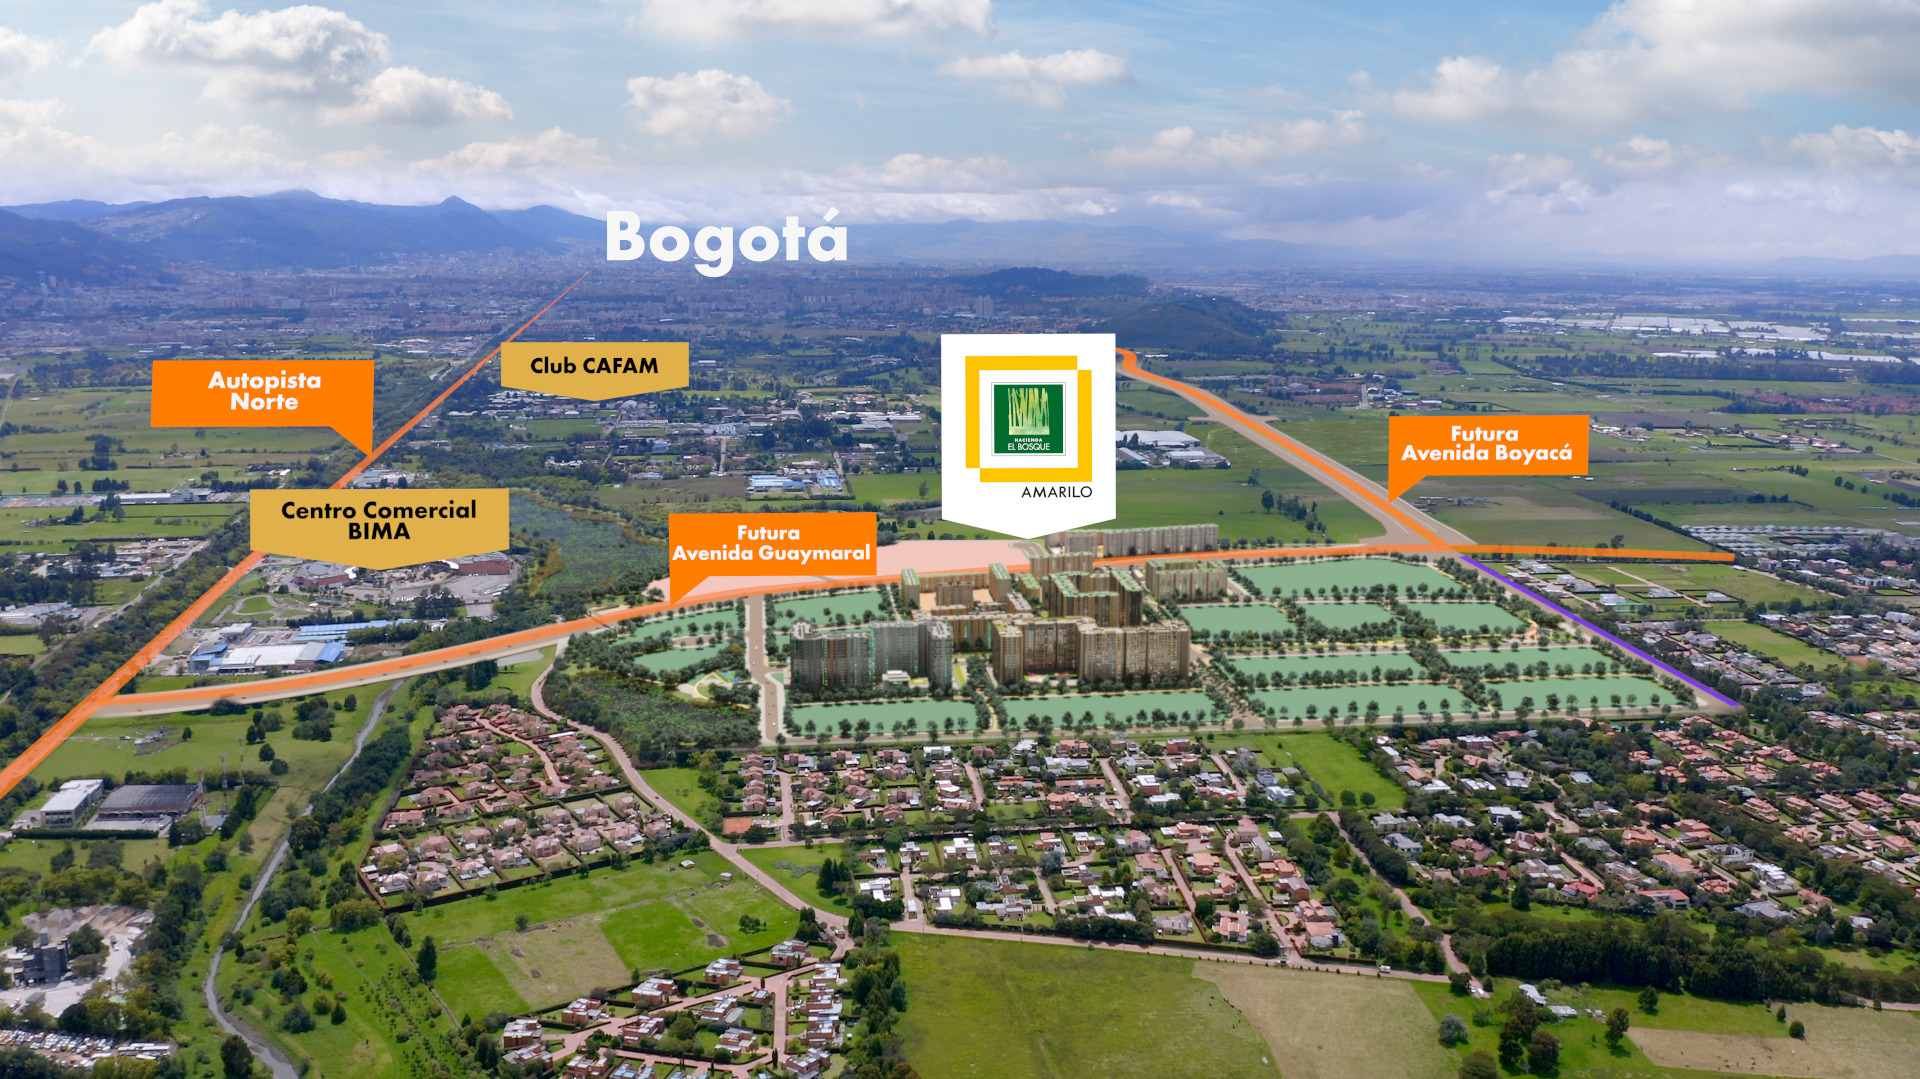 Bogotá
Club CAFAM
Autopista
Norte
HACIENDA
EL BOSQUE
AMARILO
Futura
Avenida Boyacá
Centro Comercial
BIMA
Futura
Avenida Guaymaral